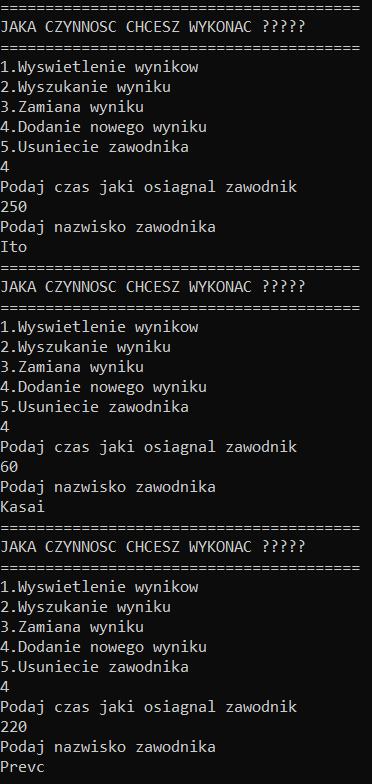 ========================================
JAKA CZYNNOSC CHCESZ WYKONAC ?????
========================================
1.Wyswietlenie wynikow
2.Wyszukanie wyniku
3.Zamiana wyniku
4.Dodanie nowego wyniku
5.Usuniecie zawodnika
4
Podaj czas jaki osiagnal zawodnik
250
Podaj nazwisko zawodnika
Ito
========================================
JAKA CZYNNOSC CHCESZ WYKONAC ?????
========================================
1.Wyswietlenie wynikow
2.Wyszukanie wyniku
3.Zamiana wyniku
4.Dodanie nowego wyniku
5.Usuniecie zawodnika
4
Podaj czas jaki osiagnal zawodnik
60
Podaj nazwisko zawodnika
Kasai
========================================
JAKA CZYNNOSC CHCESZ WYKONAC ?????
========================================
1.Wyswietlenie wynikow
2.Wyszukanie wyniku
3.Zamiana wyniku
4.Dodanie nowego wyniku
5.Usuniecie zawodnika
4
Podaj czas jaki osiagnal zawodnik
220
Podaj nazwisko zawodnika
Prevc